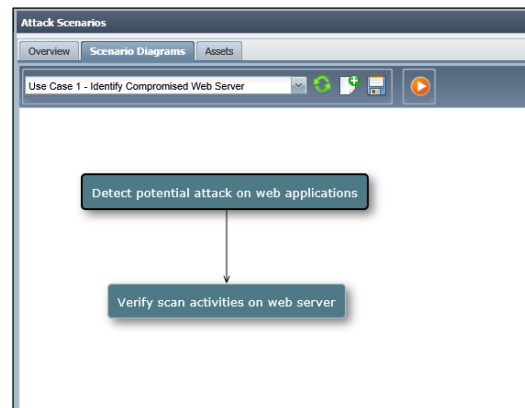 Attack Scenarios
Overview Scenario Diagrams Assets
Use Case 1 - Identify Compromised Web Server
Detect potential attack on web applications
Verify scan activities on web server